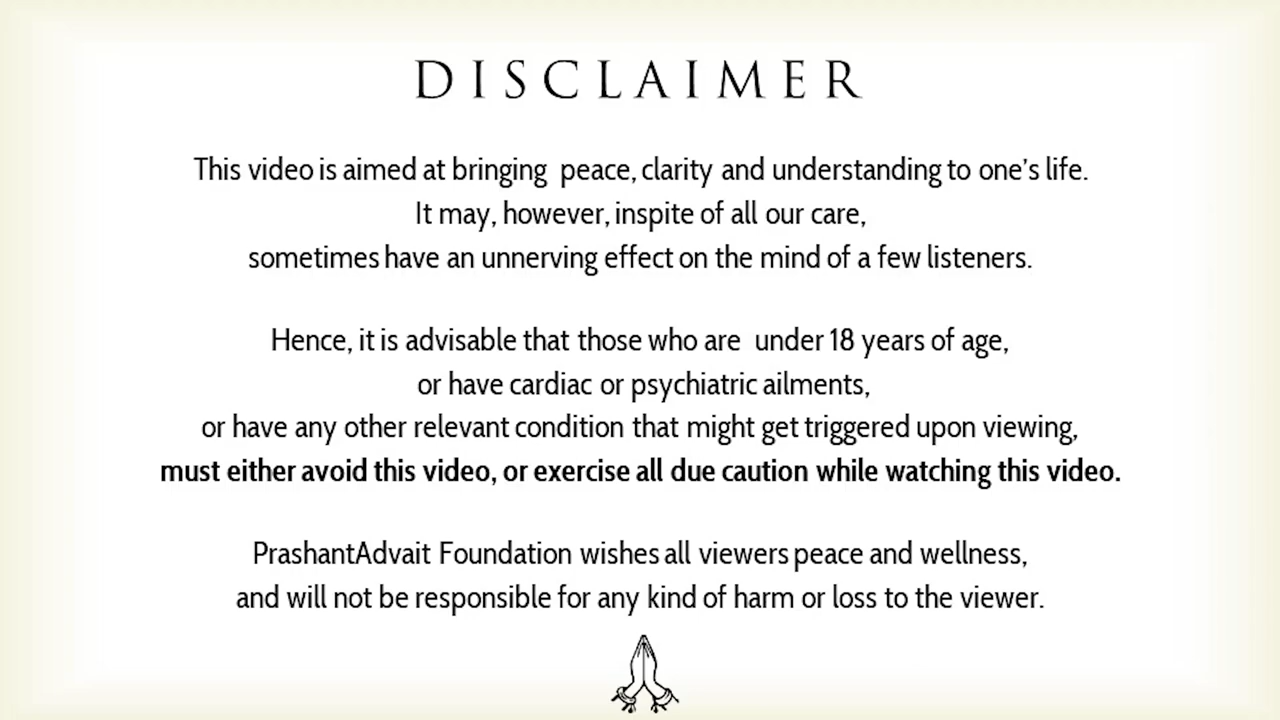 DISCLAIMER
This video is aimed at bringing peace, clarity and understanding to one's life.
It may, however, inspite of all our care,
sometimes have an unnerving effect on the mind of a few listeners.
Hence, it is advisable that those who are under 18 years of age,
or have cardiac or psychiatric ailments,
or have any other relevant condition that might get triggered upon viewing,
must either avoid this video, or exercise all due caution while watching this video.
PrashantAdvait Foundation wishes all viewers peace and wellness,
and will not be responsible for any kind of harm or loss to the viewer.